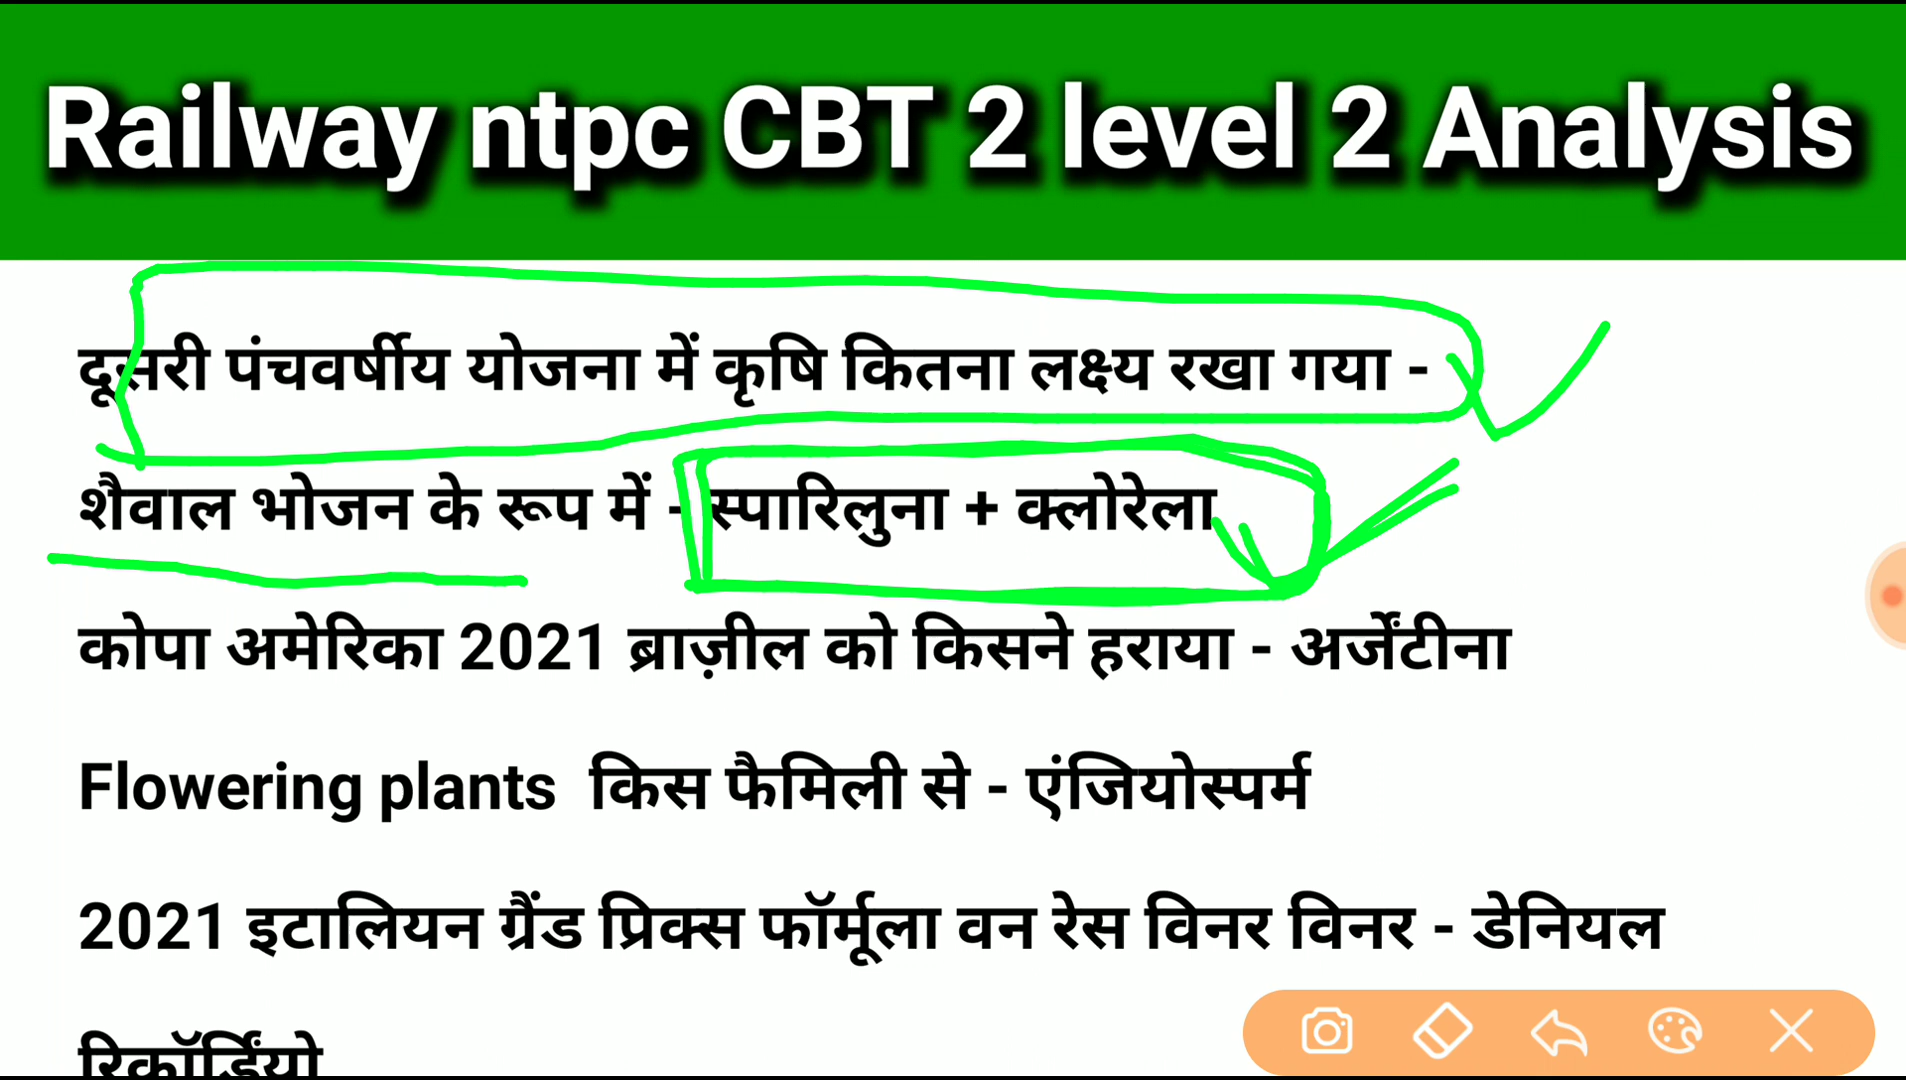 Railway ntpc CBT 2 level 2 Analysis
दूसरी पंचवर्षीय योजना में कृषि कितना लक्ष्य रखा गया -
शैवाल भोजन के रूप में - स्पारिलुना + क्लोरेला
कोपा अमेरिका 2021 ब्राज़ील को किसने हराया - अर्जेंटीना
Flowering plants किस फैमिली से - एंजियोस्पर्म
2021 इटालियन ग्रैंड प्रिक्स फॉर्मूला वन रेस विनर विनर - डेनियल
रिकॉर्डियो